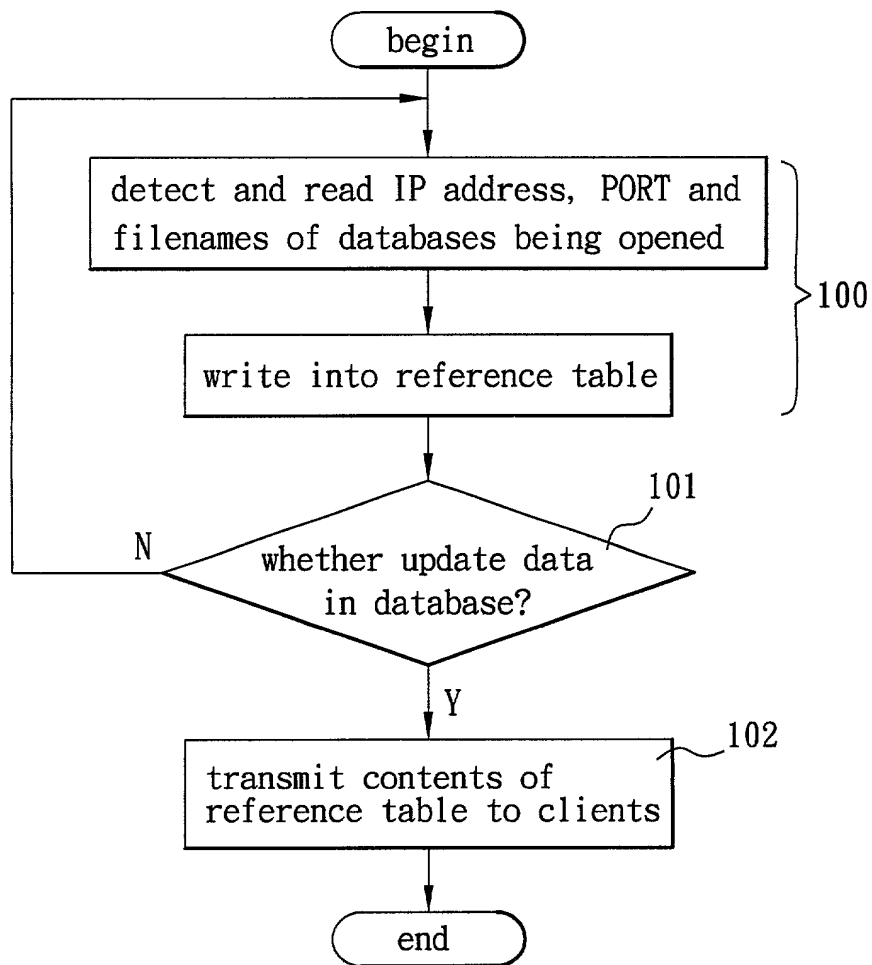 begin
detect and read IP address, PORT and
filenames of databases being opened
100
write into reference table
101
N
whether update data
in database?
Y
102
transmit contents of
reference table to clients
end